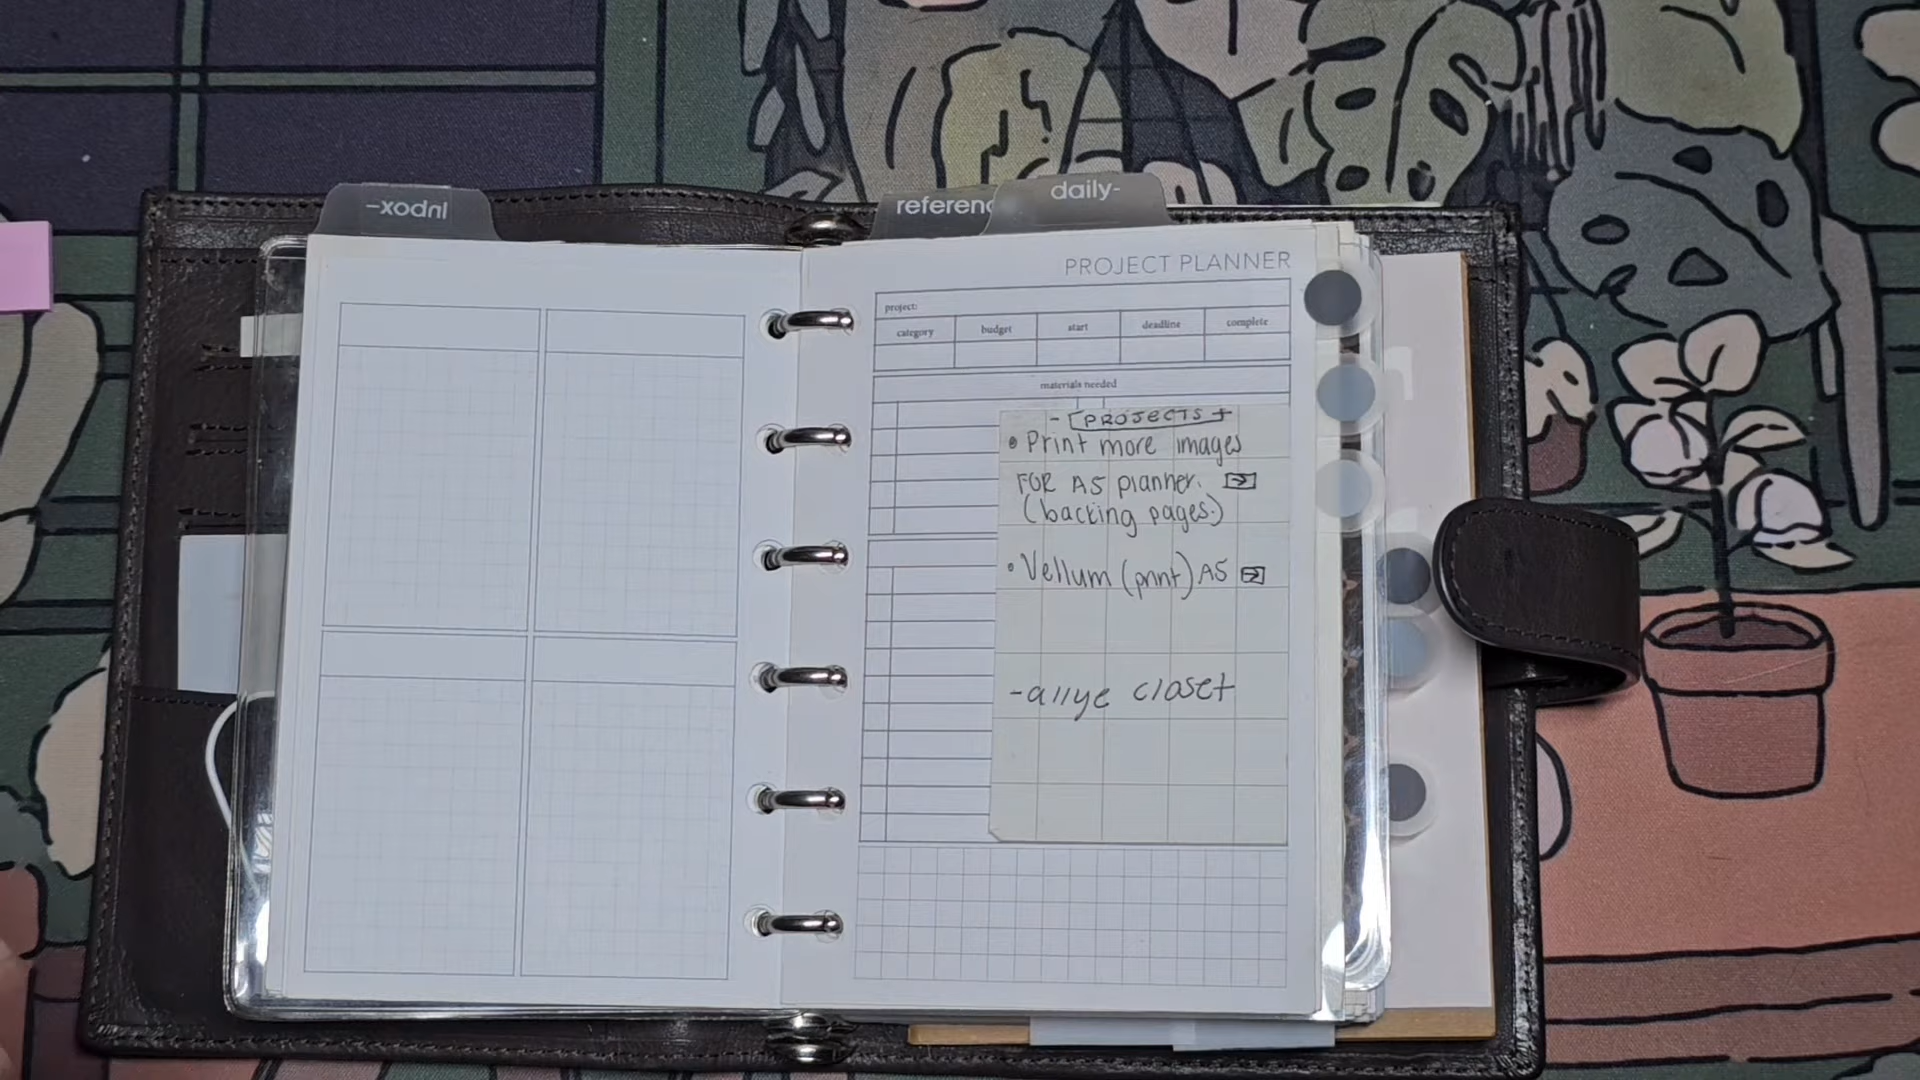 inbox-
referenc
daily-
PROJECT PLANNER
project:
category budget start deadline complete
materials needed
- PROJECTS +
• Print more images
FOR A5 planner. →
(backing pages.)
• Vellum (print) A5 →
- allye closet